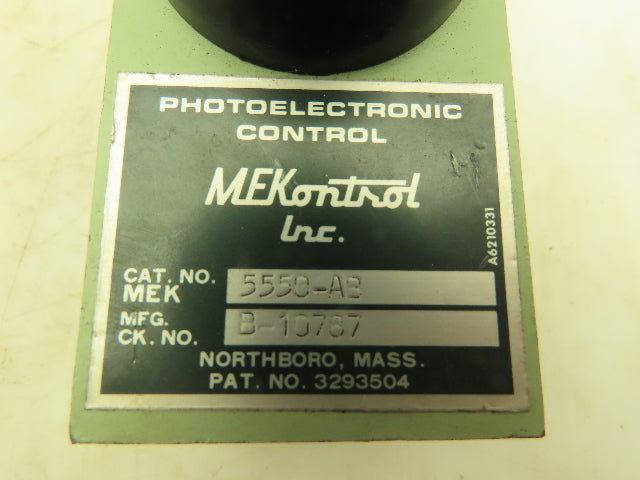 PHOTOELECTRONIC
CONTROL
MEKontrol
Inc.
A6210331
CAT. NO.
MEK 5550-AB
MFG.
CK. NO. B-10767
NORTHBORO, MASS.
PAT. NO. 3293504